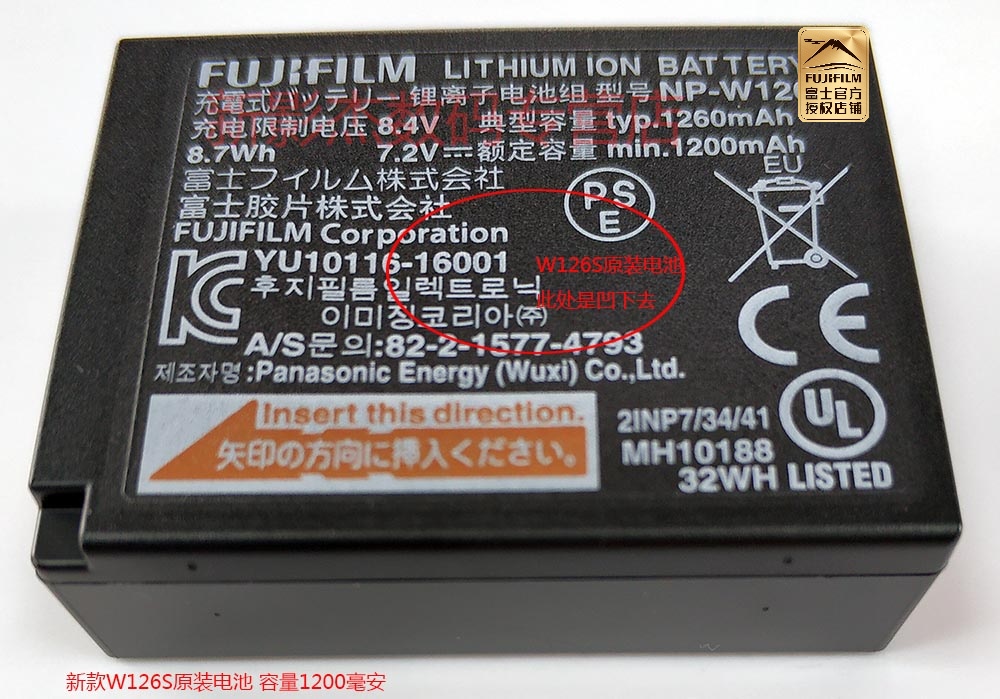 FUJIFILM LITHIUM ION BATTERY
充電式バッテリー 锂离子电池组 型号 NP-W126
FUJIFILM
富士官方
授权店铺
充电限制电压 8.4V 典型容量 typ.1260mAh
8.7Wh 7.2V⎓额定容量 min.1200mAh
富士フイルム株式会社
富士胶片株式会社
FUJIFILM Corporation
PS
E
EU
YU10116-16001
W126S原装电池
此处是凹下去
후지필름일렉트로닉
이미징코리아㈜
A/S문의:82-2-1577-4793
제조자명:Panasonic Energy (Wuxi) Co.,Ltd.
KC
CE
Insert this direction.
矢印の方向に挿入ください。
2INP7/34/41
MH10188
32WH LISTED
UL
新款W126S原装电池 容量1200毫安